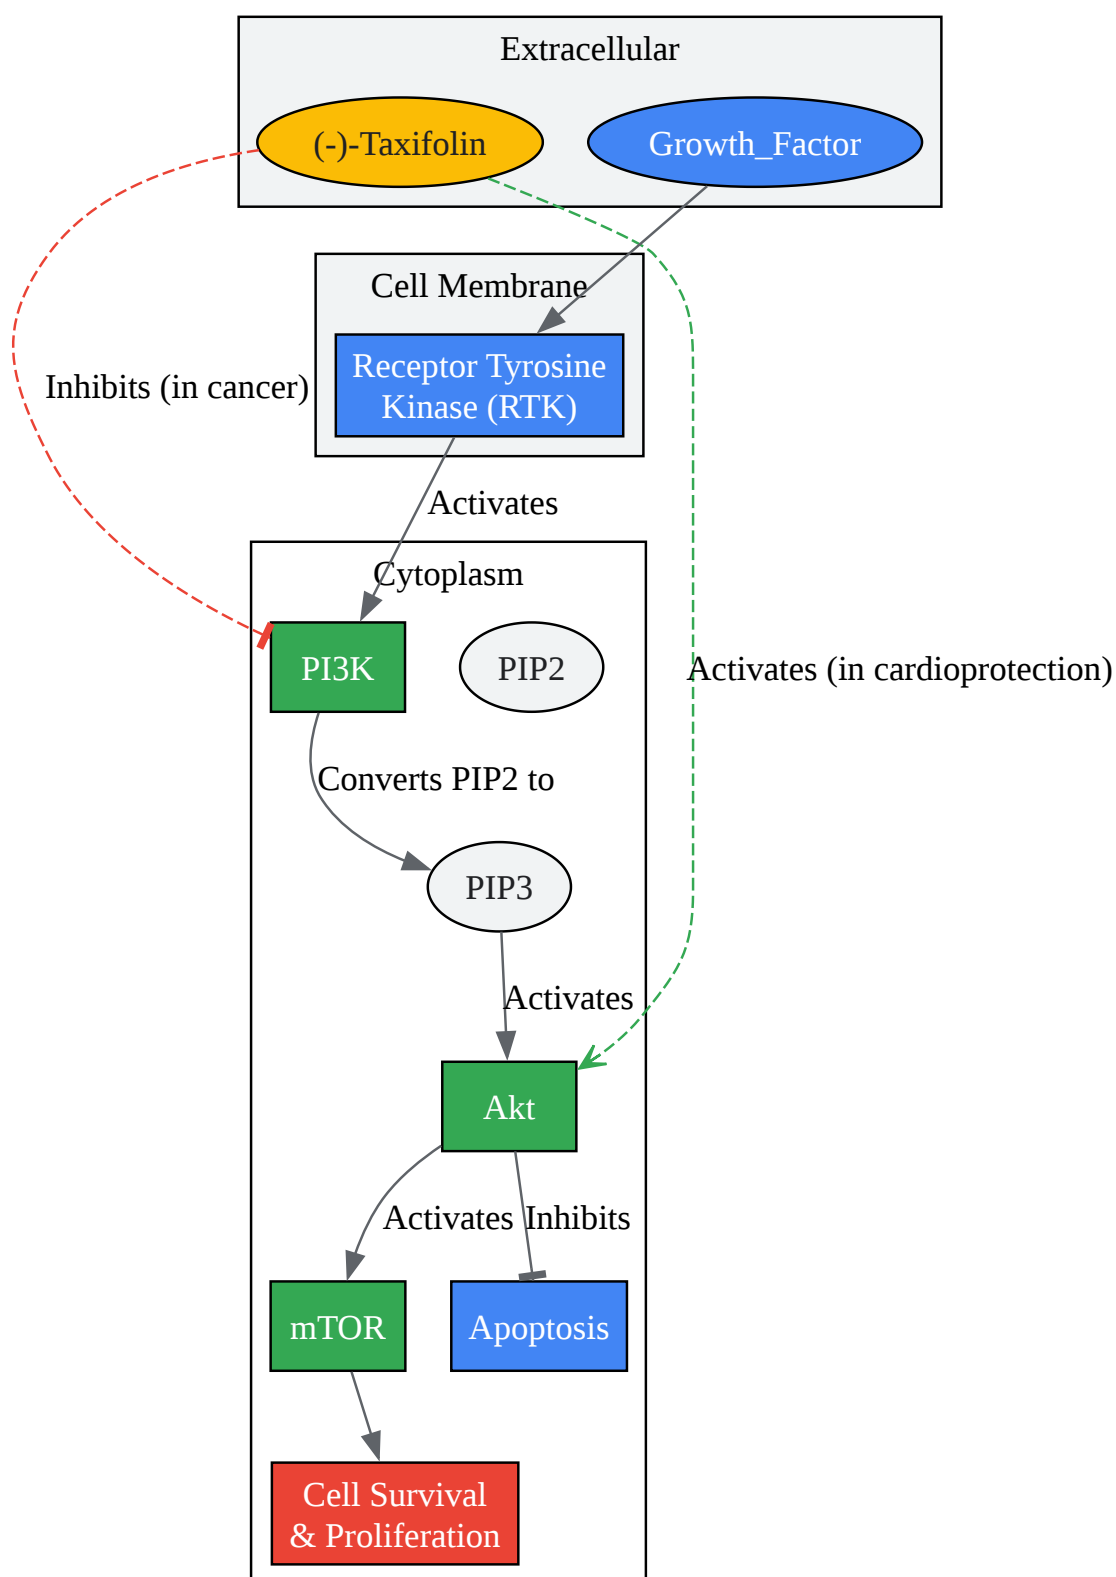 Extracellular
(-)-Taxifolin
Growth_Factor
Cell Membrane
Receptor Tyrosine
Kinase (RTK)
Inhibits (in cancer)
Activates
Cytoplasm
PI3K
PIP2
Activates (in cardioprotection)
Converts PIP2 to
PIP3
Activates
Akt
Activates
Inhibits
mTOR
Apoptosis
Cell Survival
& Proliferation